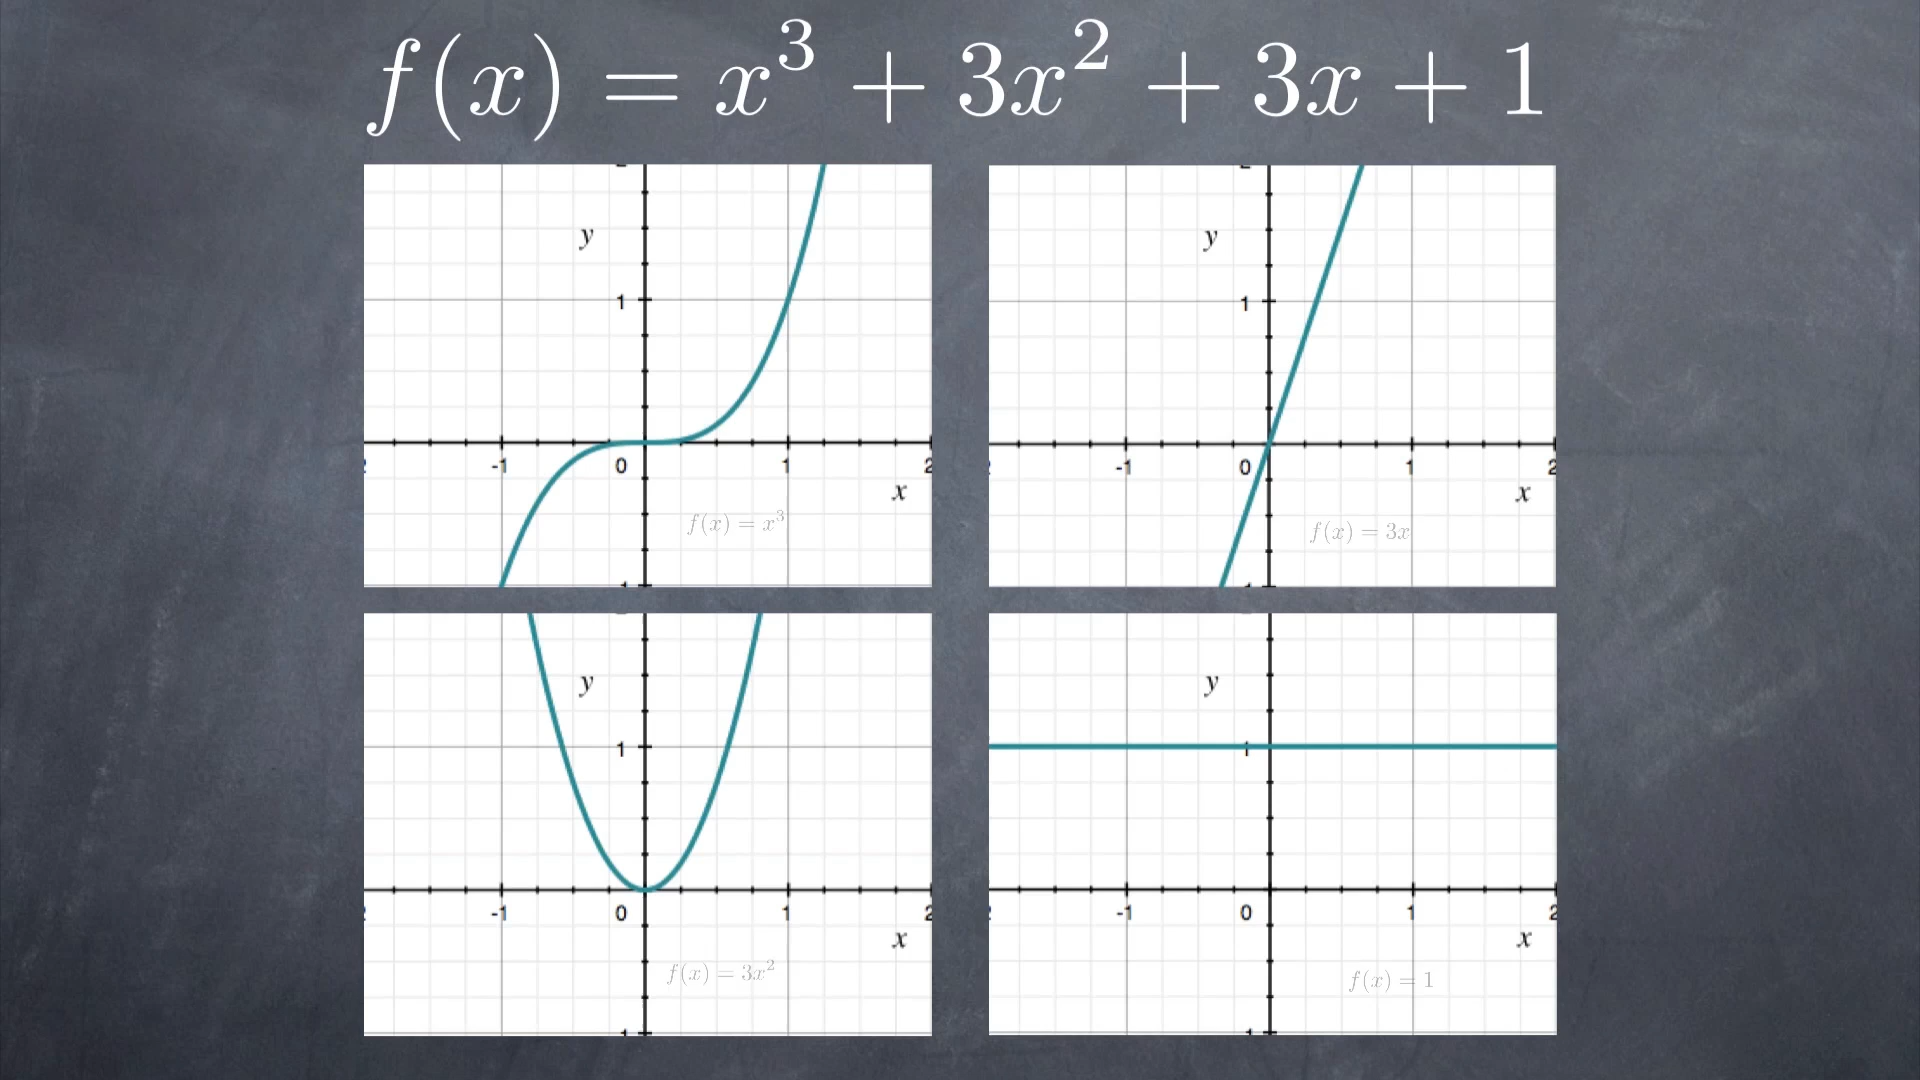 f(x) = x³ + 3x² + 3x + 1
y
1
-1 0 1 2
x
f(x) = x³
y
1
-1 0 1 2
x
f(x) = 3x
y
1
-1 0 1 2
x
f(x) = 3x²
y
1
-1 0 1 2
x
f(x) = 1